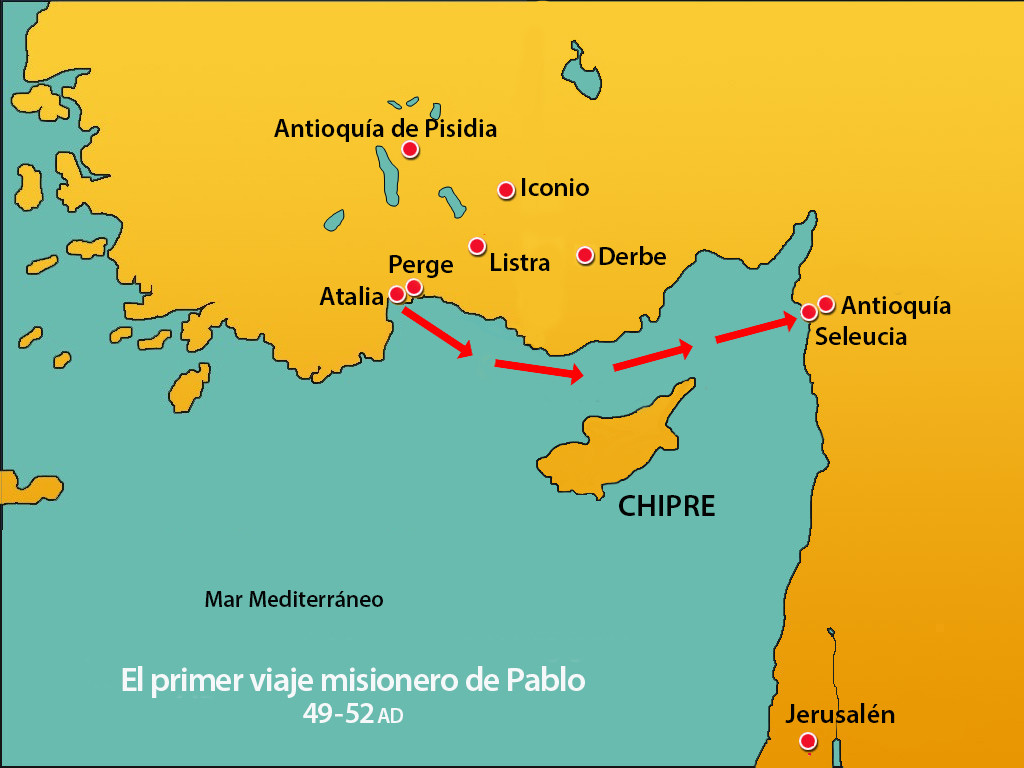 Antioquía de Pisidia
Iconio
Listra
Derbe
Perge
Atalia
Antioquía
Seleucia
CHIPRE
Mar Mediterráneo
El primer viaje misionero de Pablo
49-52 AD
Jerusalén